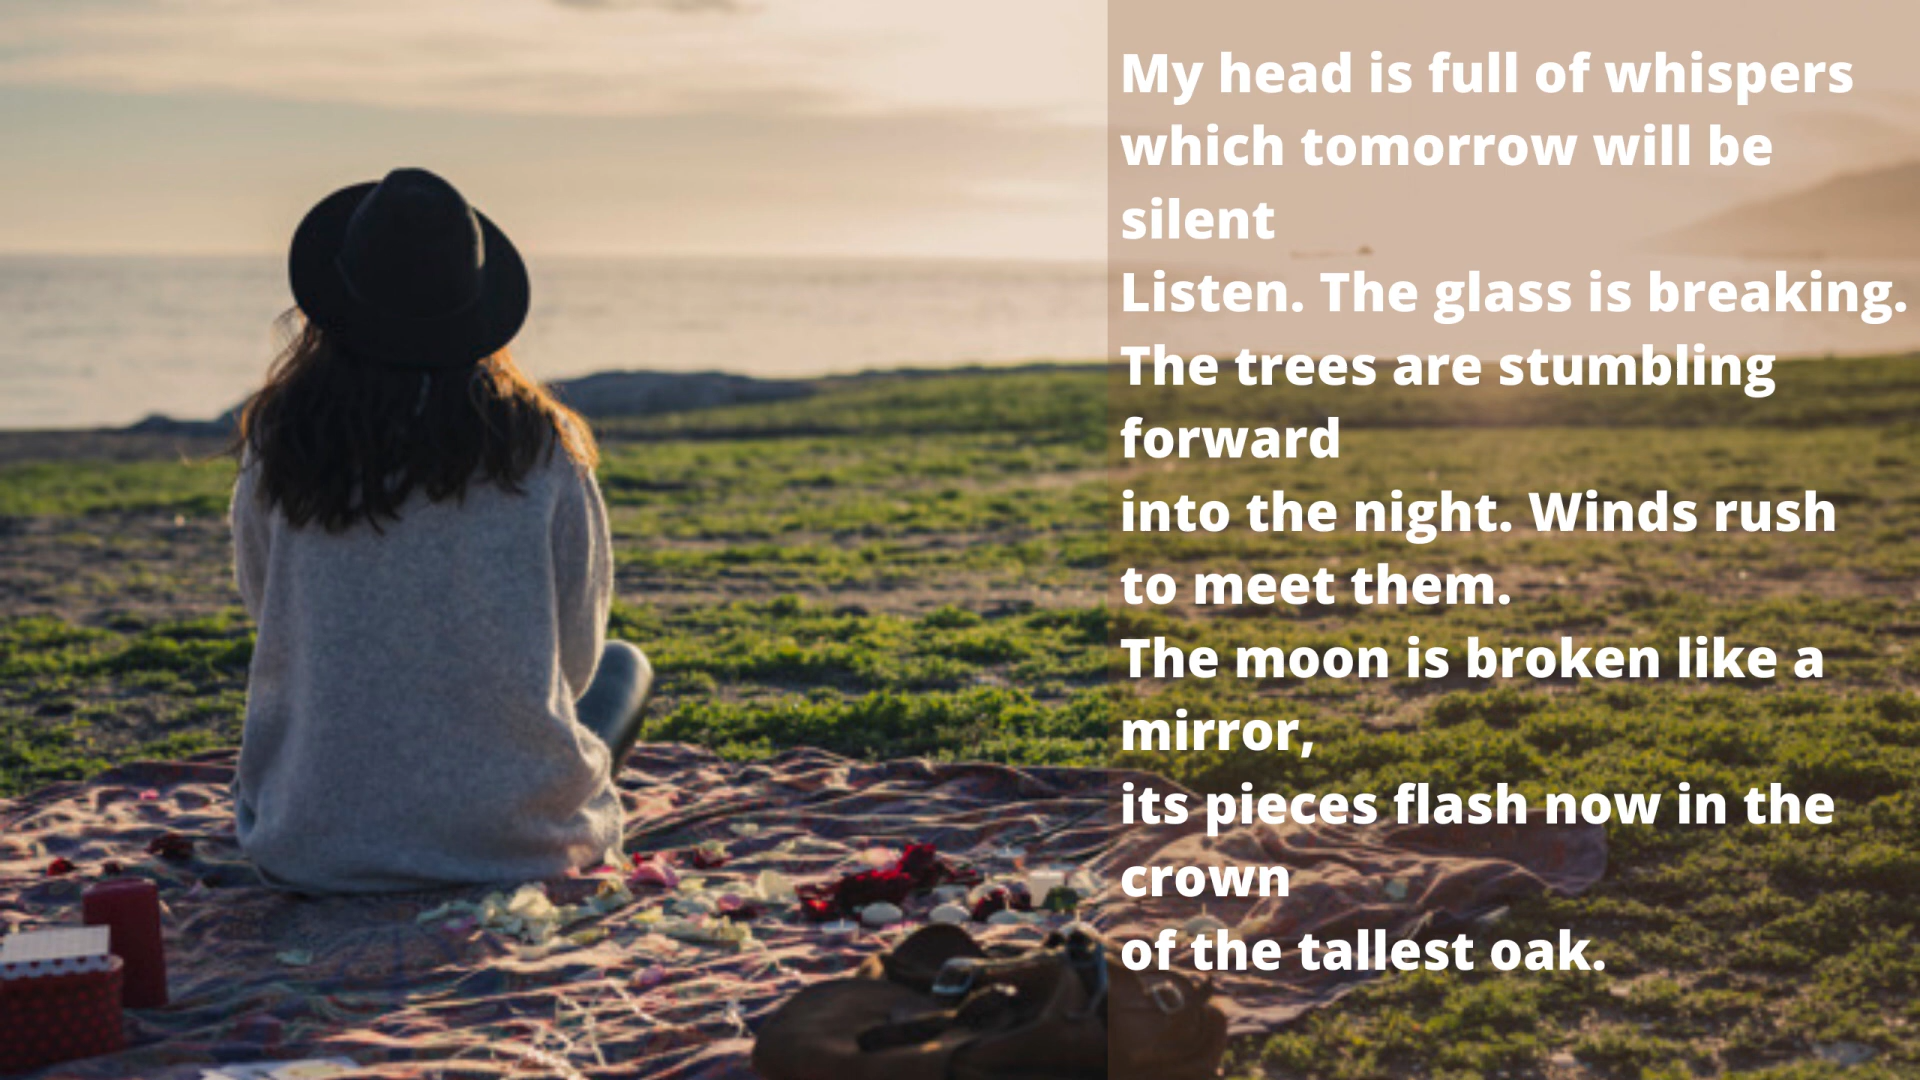 My head is full of whispers
which tomorrow will be
silent
Listen. The glass is breaking.
The trees are stumbling
forward
into the night. Winds rush
to meet them.
The moon is broken like a
mirror,
its pieces flash now in the
crown
of the tallest oak.